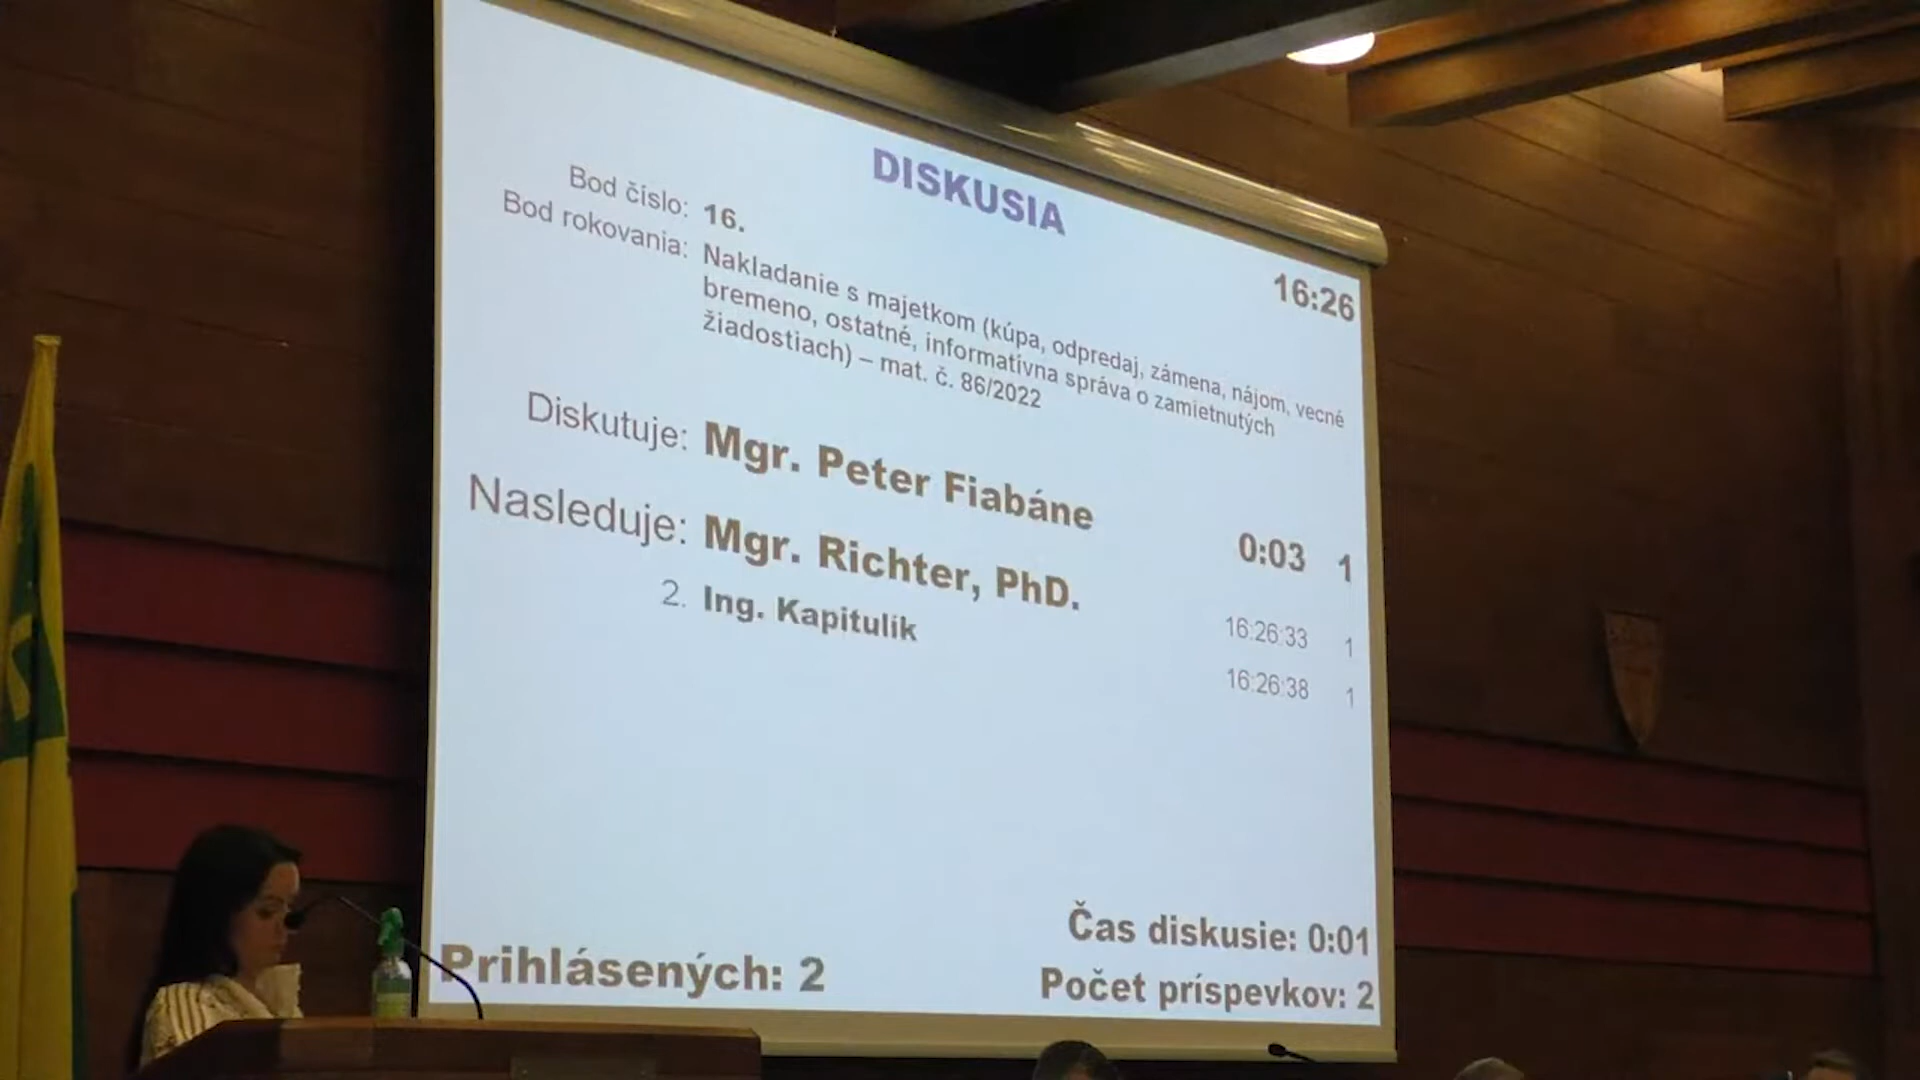 DISKUSIA
Bod číslo: 16.
16:26
Bod rokovania: Nakladanie s majetkom (kúpa, odpredaj, zámena, nájom, vecné
bremeno, ostatné, informatívna správa o zamietnutých
žiadostiach) – mat. č. 86/2022
Diskutuje: Mgr. Peter Fiabáne 0:03 1
Nasleduje: Mgr. Richter, PhD. 16:26:33 1
2. Ing. Kapitulík 16:26:38 1
Čas diskusie: 0:01
Prihlásených: 2
Počet príspevkov: 2